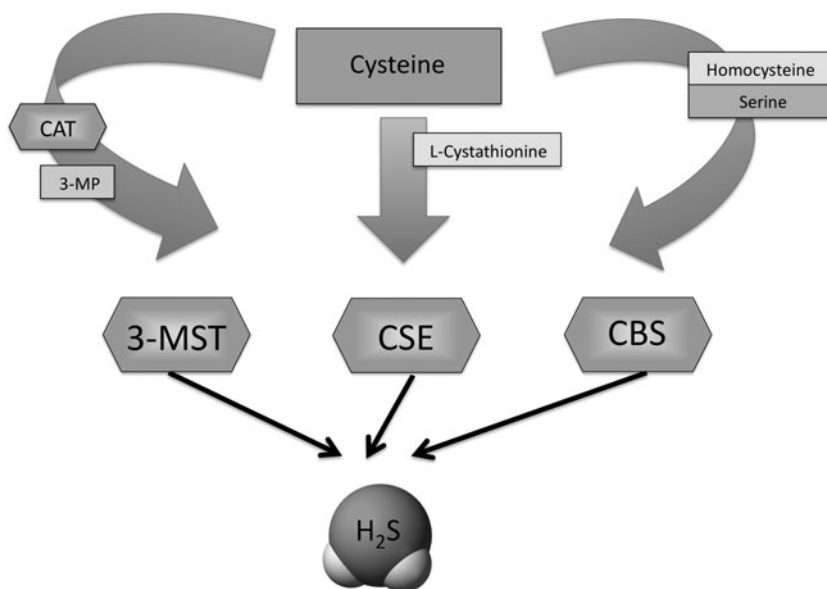 Cysteine
Homocysteine
Serine
CAT
L-Cystathionine
3-MP
3-MST
CSE
CBS
H₂S